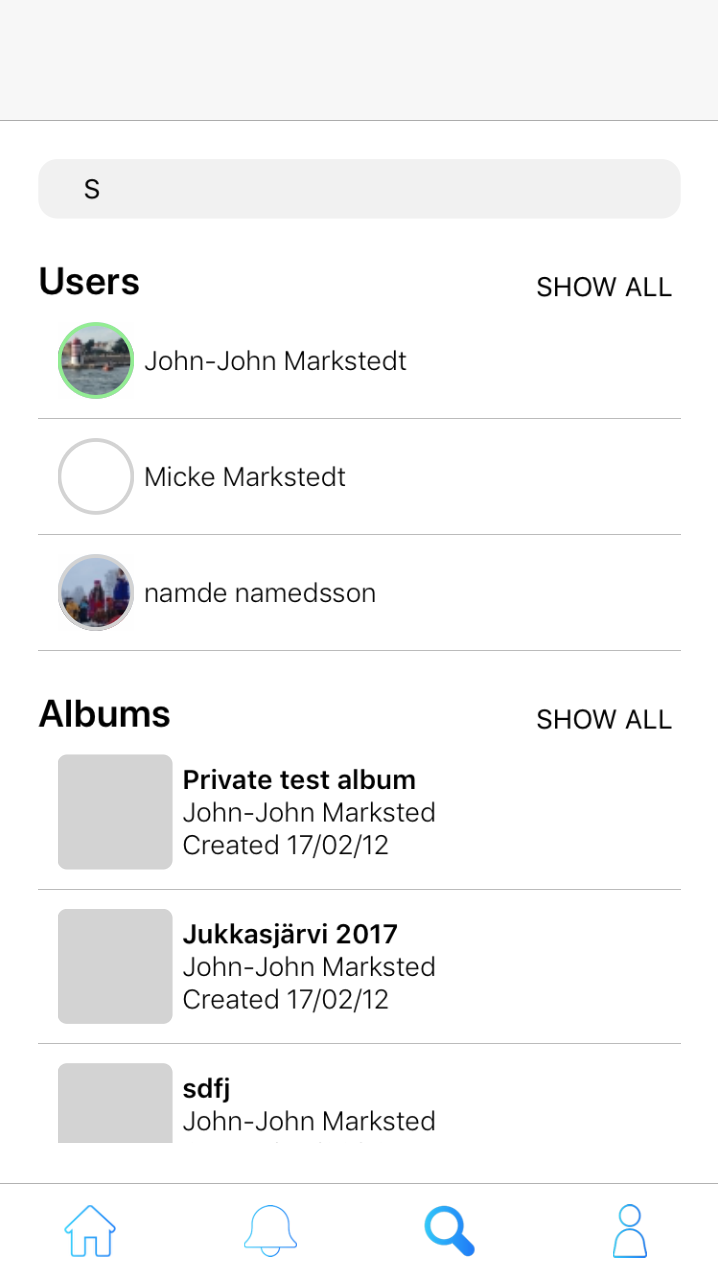 S
Users
SHOW ALL
John-John Markstedt
Micke Markstedt
namde namedsson
Albums
SHOW ALL
Private test album
John-John Marksted
Created 17/02/12
Jukkasjärvi 2017
John-John Marksted
Created 17/02/12
sdfj
John-John Marksted